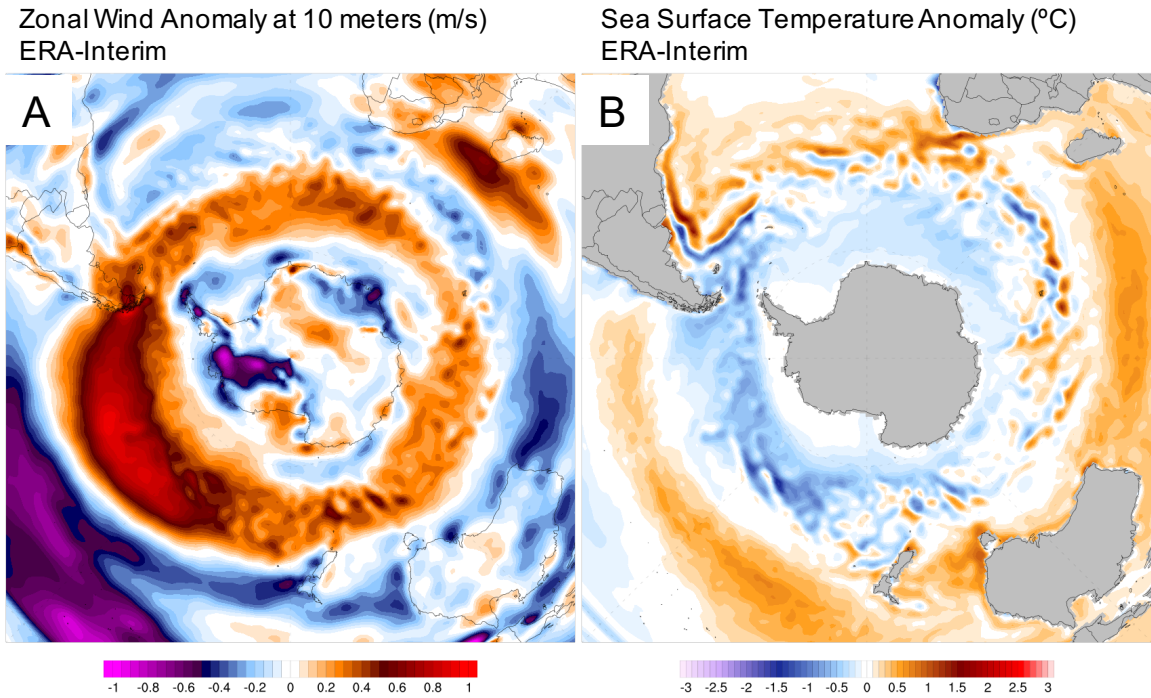 Zonal Wind Anomaly at 10 meters (m/s)
ERA-Interim
Sea Surface Temperature Anomaly (ºC)
ERA-Interim
A
B
-1 -0.8 -0.6 -0.4 -0.2 0 0.2 0.4 0.6 0.8 1
-3 -2.5 -2 -1.5 -1 -0.5 0 0.5 1 1.5 2 2.5 3